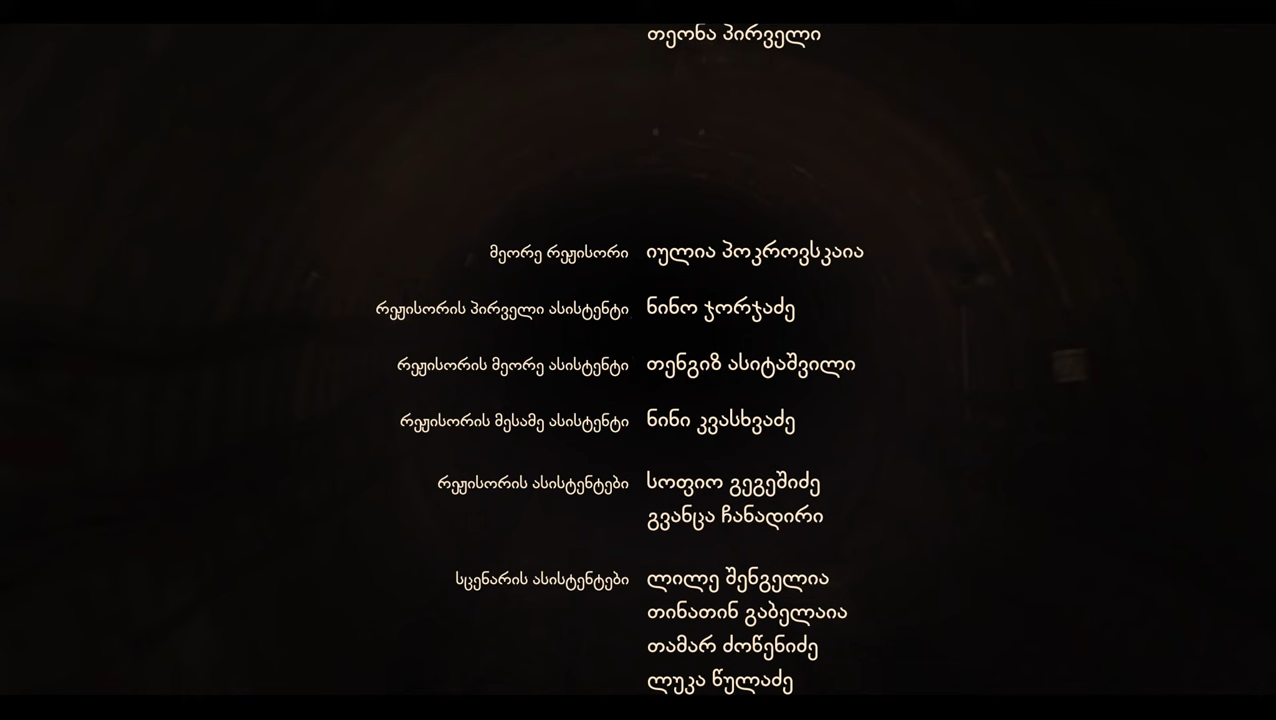 თეონა პირველი
მეორე რეჟისორი იულია პოკროვსკაია
რეჟისორის პირველი ასისტენტი ნინო ჯორჯაძე
რეჟისორის მეორე ასისტენტი თენგიზ ასიტაშვილი
რეჟისორის მესამე ასისტენტი ნინი კვასხვაძე
რეჟისორის ასისტენტები სოფიო გეგეშიძე
გვანცა ჩანადირი
სცენარის ასისტენტები ლილე შენგელია
თინათინ გაბელაია
თამარ ძოწენიძე
ლუკა წულაძე